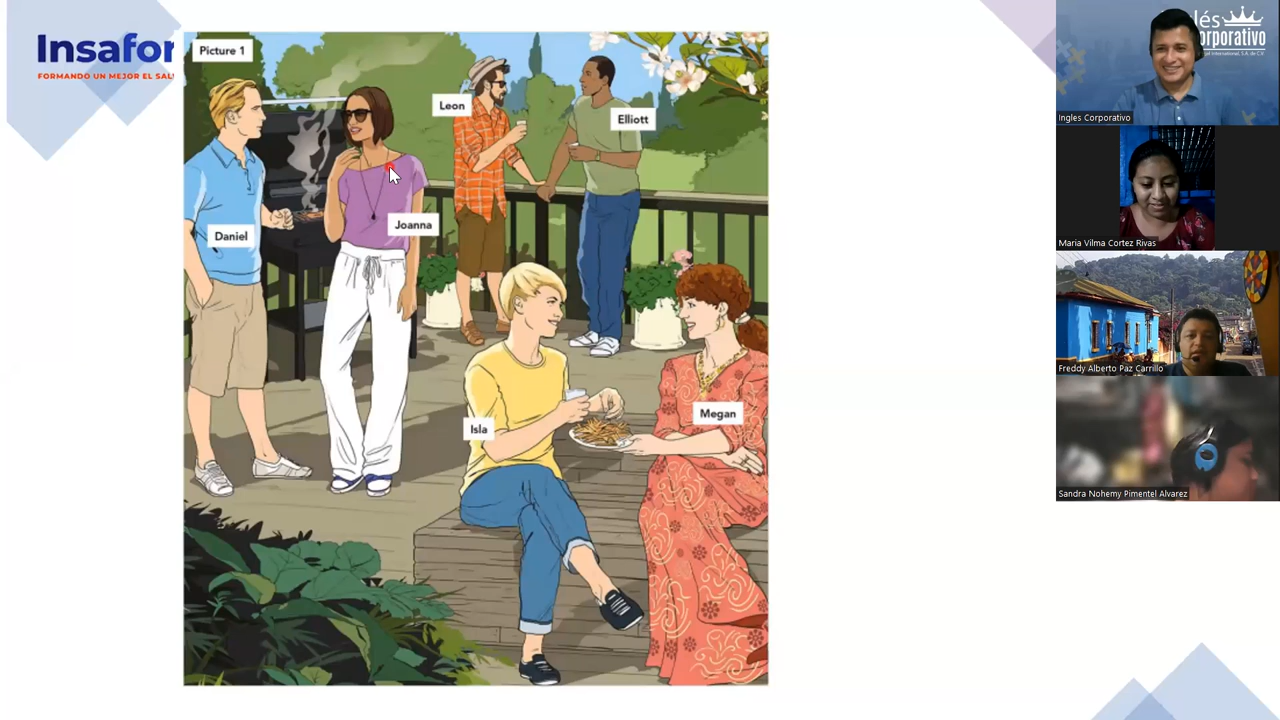 Insafor
FORMANDO UN MEJOR EL SAL
Picture 1
Leon
Elliott
Daniel
Joanna
Isla
Megan
lés
orporativo
Ingles Corporativo
Maria Vilma Cortez Rivas
Freddy Alberto Paz Carrillo
Sandra Nohemy Pimentel Alvarez